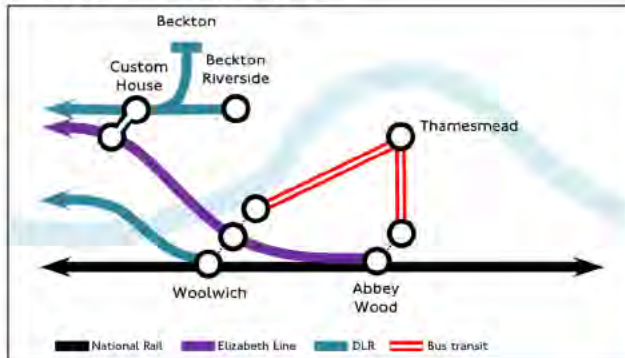 Beckton
Custom
House
Beckton
Riverside
Thamesmead
Woolwich
Abbey
Wood
National Rail
Elizabeth Line
DLR
Bus transit